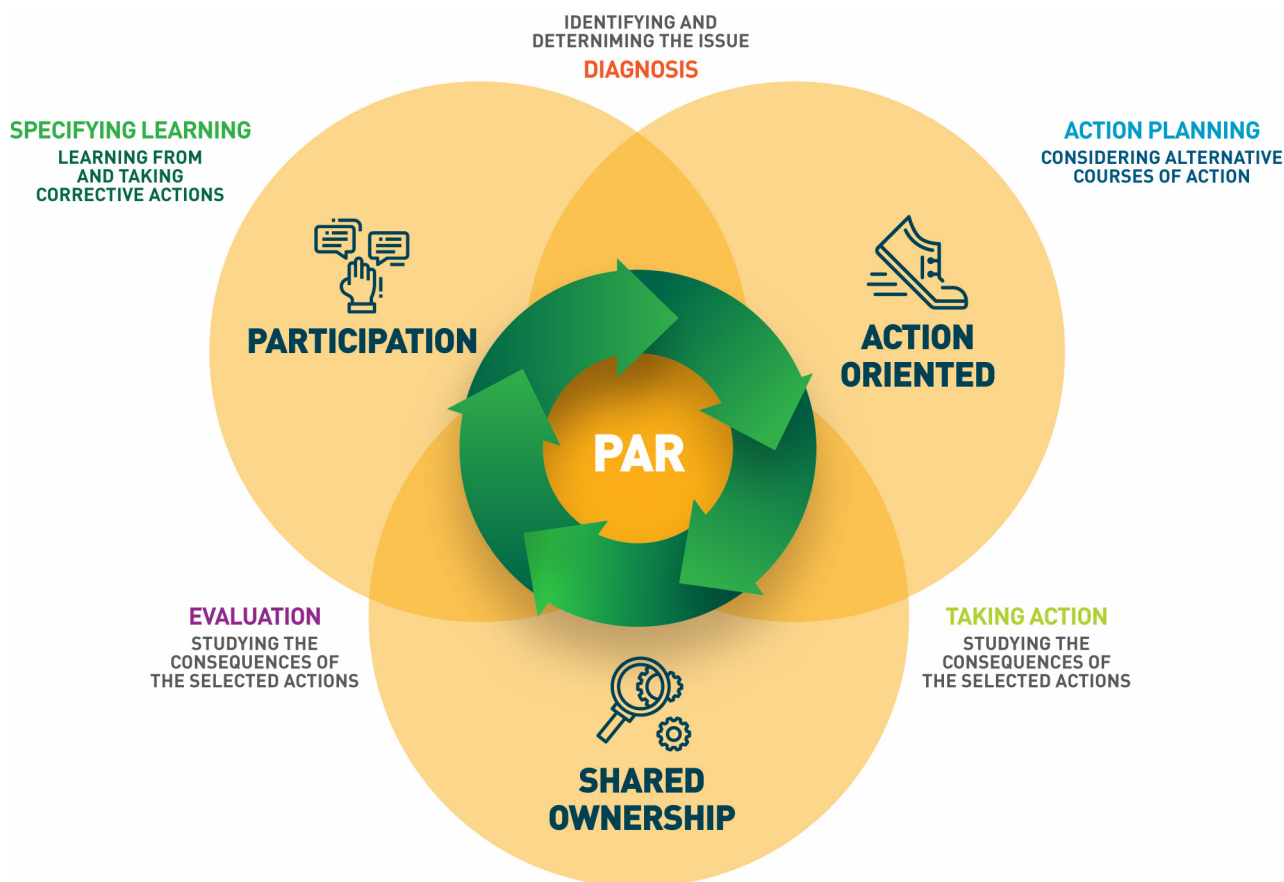 IDENTIFYING AND
DETERNIMING THE ISSUE
DIAGNOSIS
SPECIFYING LEARNING
LEARNING FROM
AND TAKING
CORRECTIVE ACTIONS
ACTION PLANNING
CONSIDERING ALTERNATIVE
COURSES OF ACTION
PARTICIPATION
ACTION
ORIENTED
PAR
EVALUATION
STUDYING THE
CONSEQUENCES OF
THE SELECTED ACTIONS
TAKING ACTION
STUDYING THE
CONSEQUENCES OF
THE SELECTED ACTIONS
SHARED
OWNERSHIP